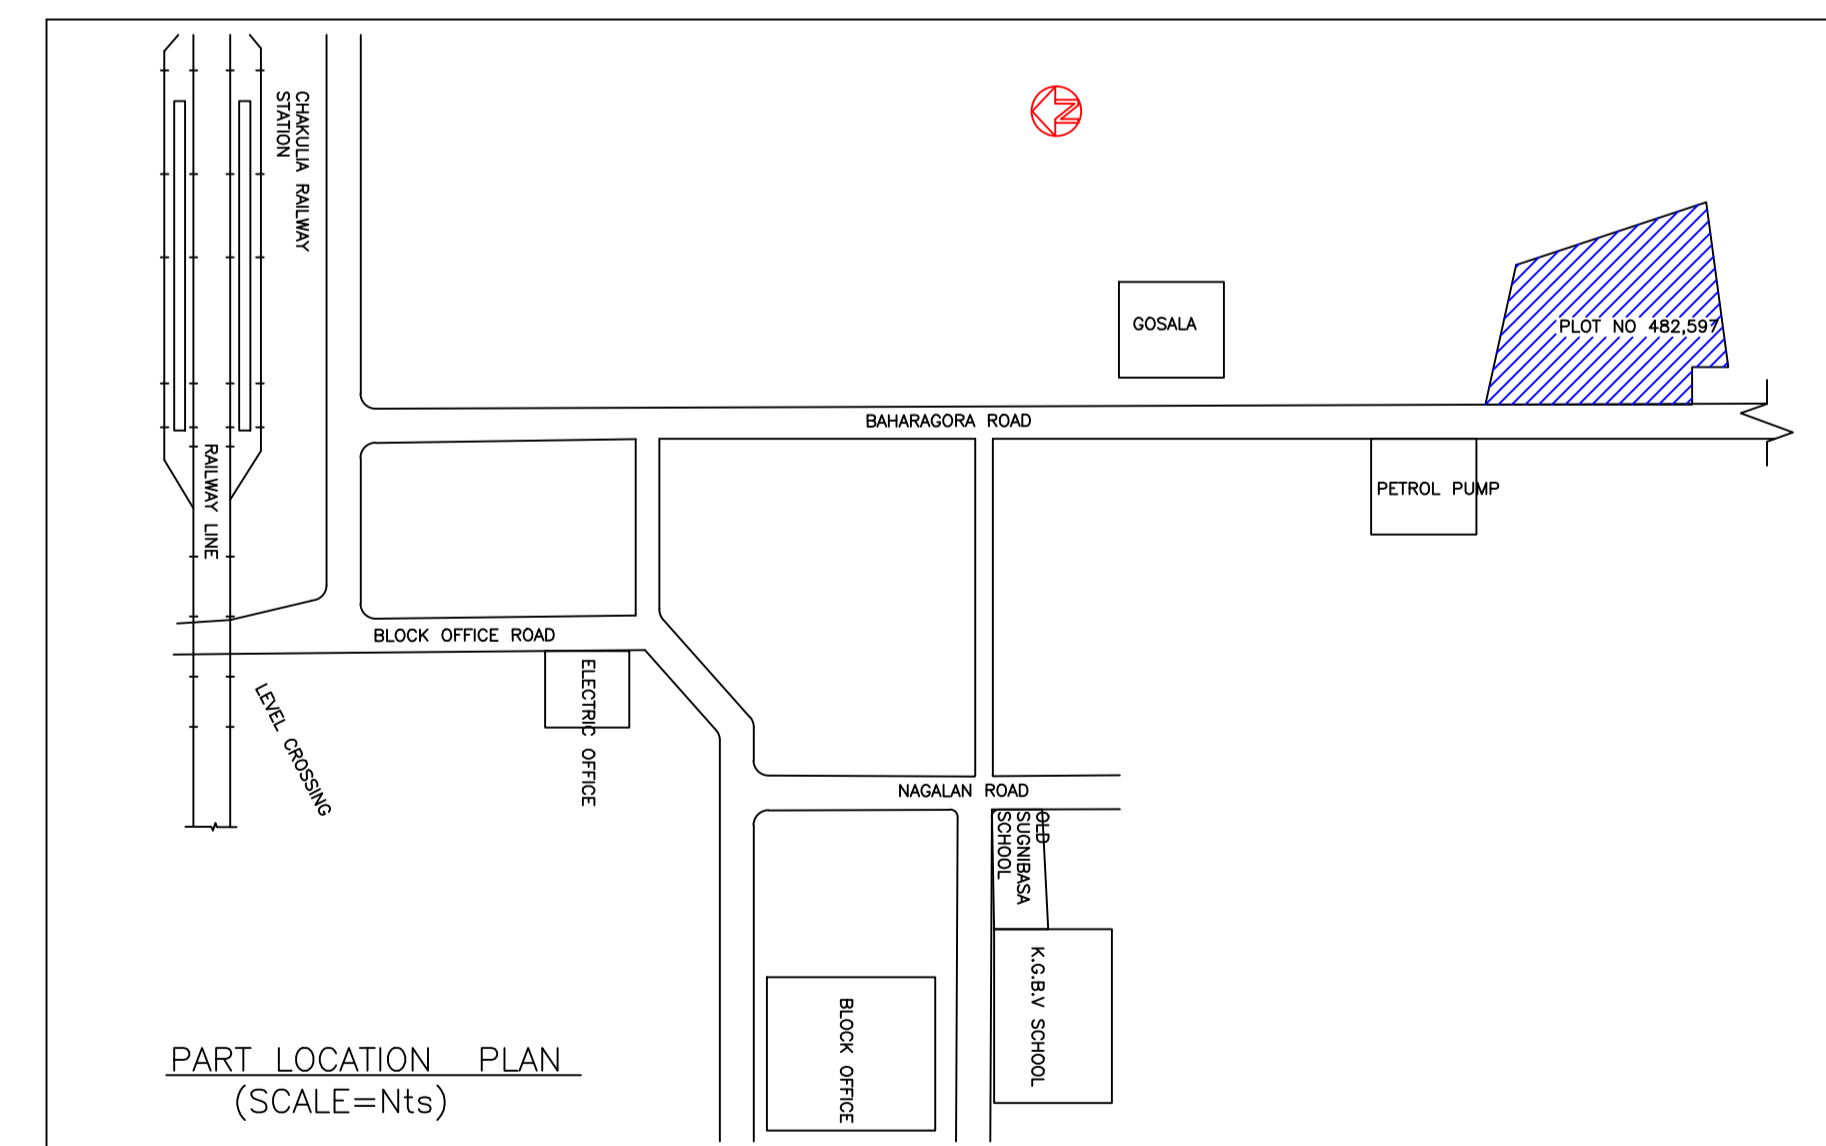 CHAKULIA RAILWAY
STATION
N
GOSALA
PLOT NO 482,597
BAHARAGORA ROAD
RAILWAY LINE
PETROL PUMP
BLOCK OFFICE ROAD
ELECTRIC OFFICE
LEVEL CROSSING
NAGALAN ROAD
OLD
SUGNIBASA
SCHOOL
K.G.B.V SCHOOL
BLOCK OFFICE
PART LOCATION PLAN
(SCALE=Nts)